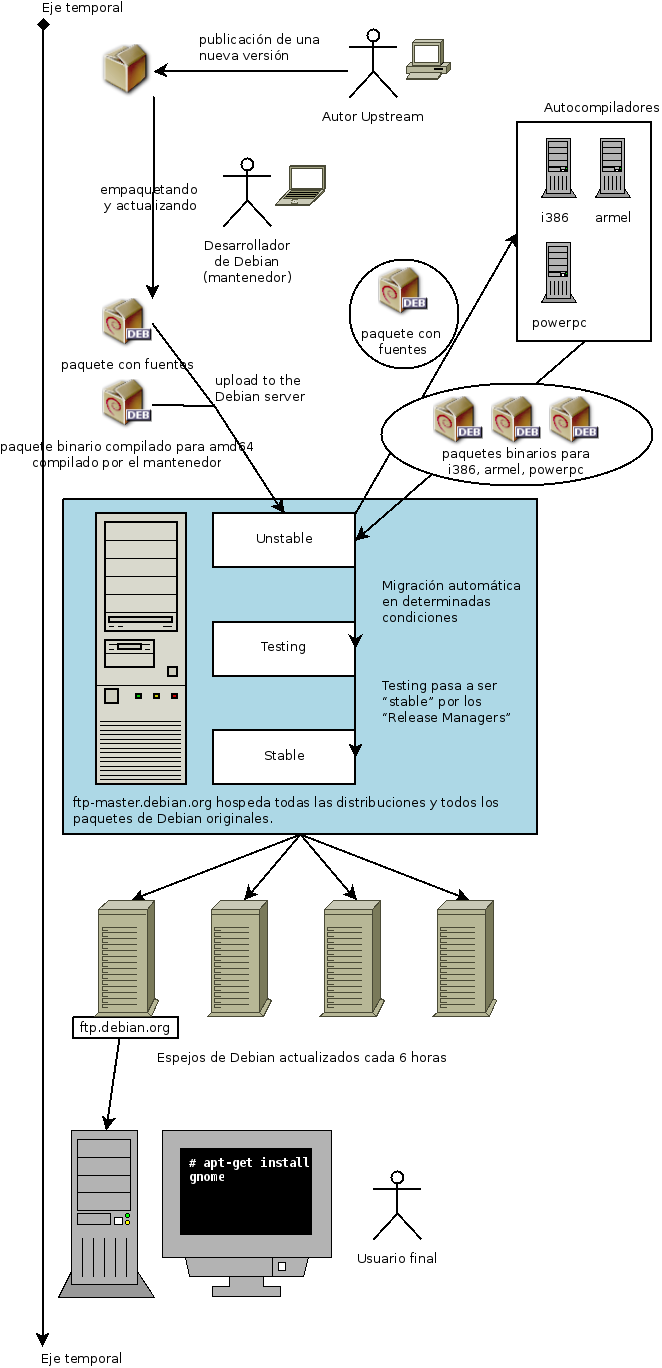 Eje temporal
publicación de una
nueva versión
Autor Upstream
Autocompiladores
i386
armel
powerpc
empaquetando
y actualizando
Desarrollador
de Debian
(mantenedor)
DEB
paquete con
fuentes
DEB
paquete con fuentes
upload to the
Debian server
DEB
paquete binario compilado para amd64
compilado por el mantenedor
DEB
DEB
DEB
paquetes binarios para
i386, armel, powerpc
Unstable
Migración automática
en determinadas
condiciones
Testing
Testing pasa a ser
“stable” por los
“Release Managers”
Stable
ftp-master.debian.org hospeda todas las distribuciones y todos los
paquetes de Debian originales.
ftp.debian.org
Espejos de Debian actualizados cada 6 horas
# apt-get install
gnome
Usuario final
Eje temporal